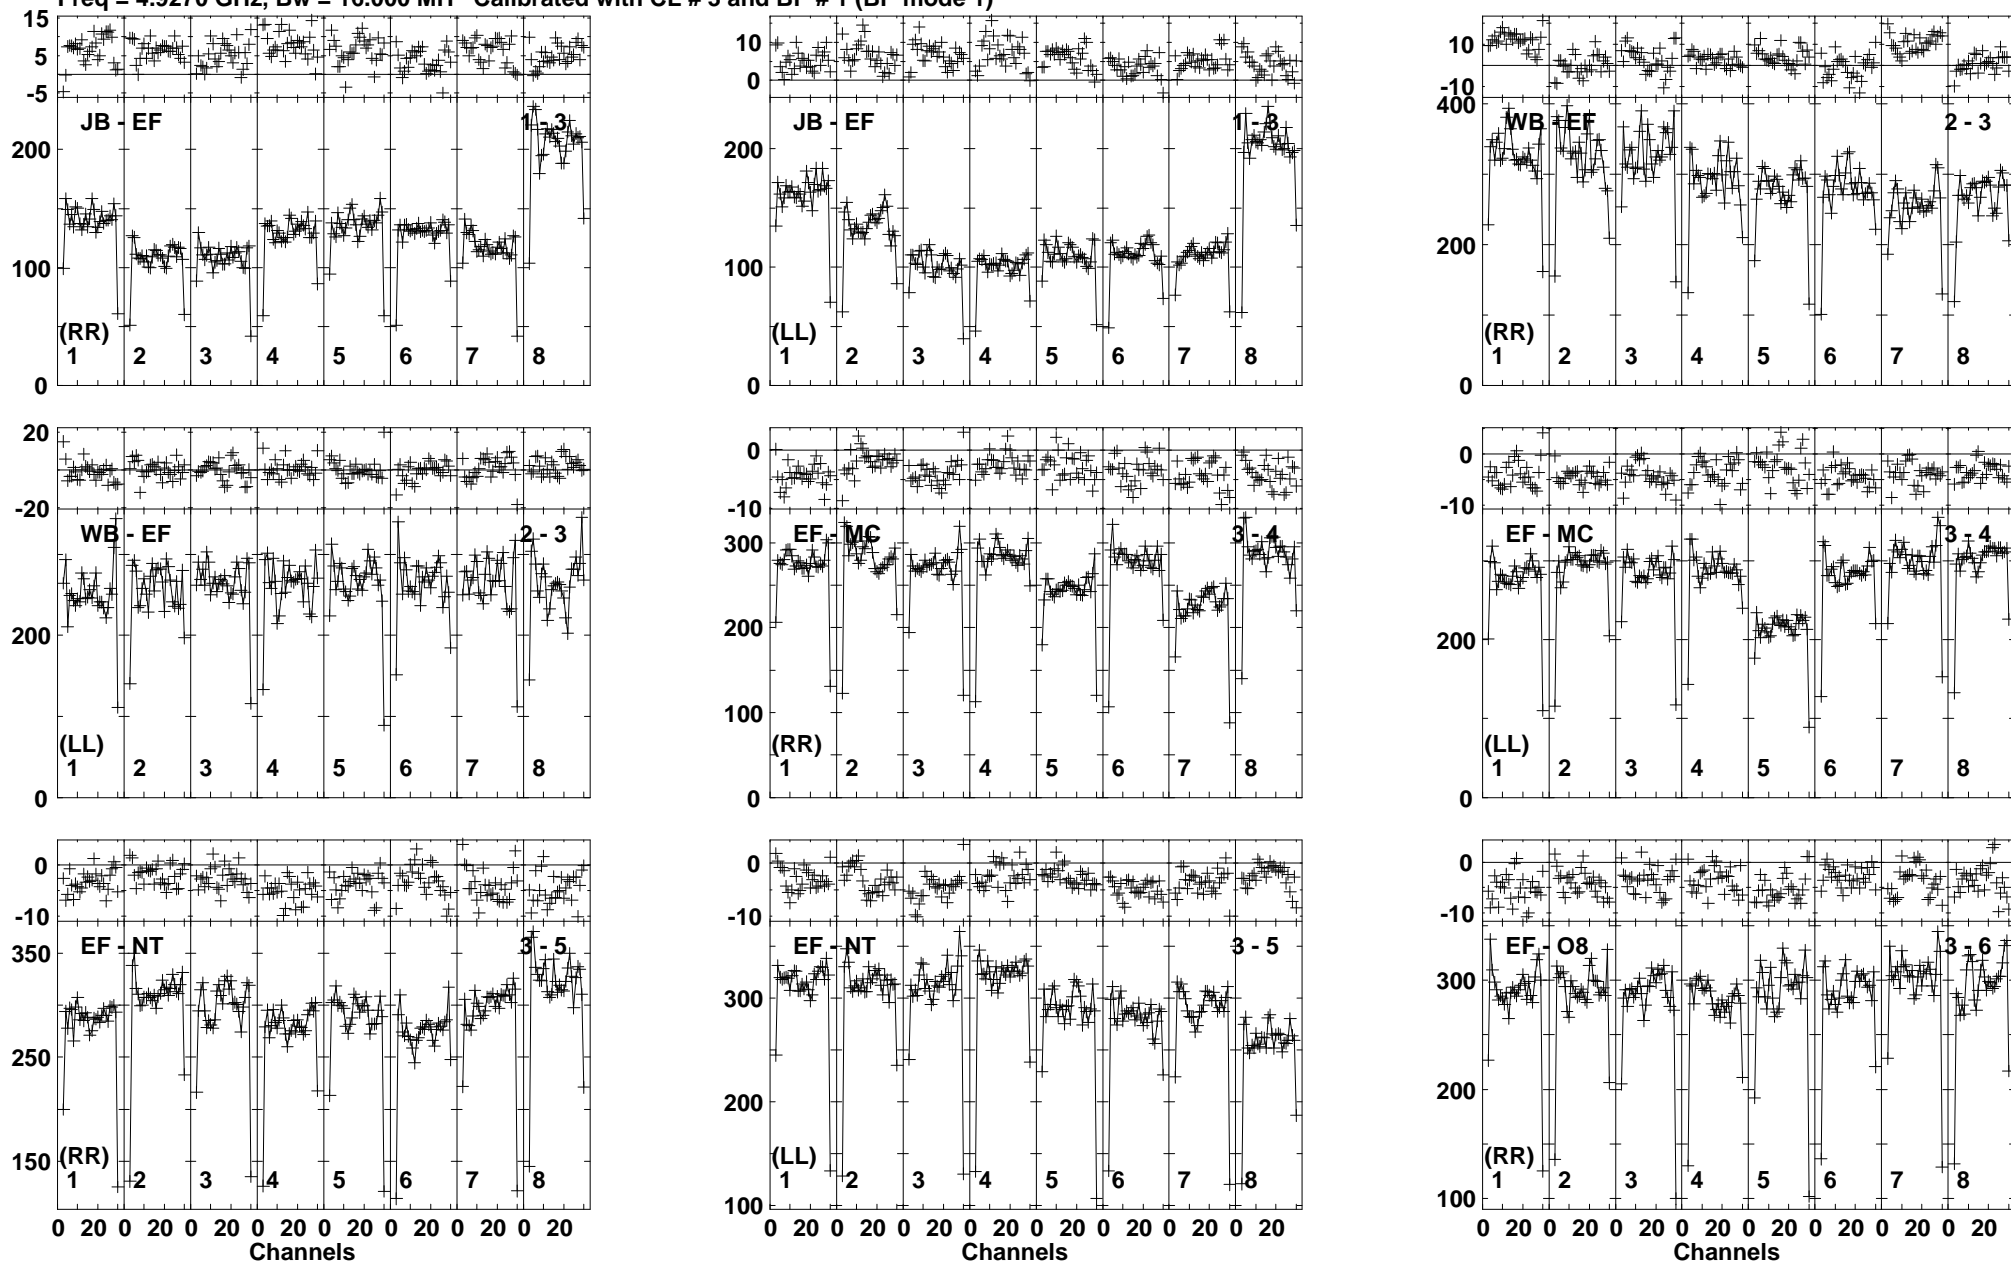 Freq = 4.9270 GHz, Bw = 16.000 MH Calibrated with CL # 3 and BP # 1 (BP mode 1)
15 5 -5
10 0
10 -10
JB - EF 1 - 3
JB - EF 1 - 3
WB - EF 2 - 3
200 100 0
200 100 0
400 200 0
(RR)
(LL)
(RR)
1 2 3 4 5 6 7 8
1 2 3 4 5 6 7 8
1 2 3 4 5 6 7 8
20 0 -20
0 -10
0 -10
WB - EF 2 - 3
EF - MC 3 - 4
EF - MC 3 - 4
200 0
300 200 100 0
200 0
(LL)
(RR)
(LL)
1 2 3 4 5 6 7 8
1 2 3 4 5 6 7 8
1 2 3 4 5 6 7 8
0 -10
0 -10
0 -10
EF - NT 3 - 5
EF - NT 3 - 5
EF - O8 3 - 6
350 250 150
300 200 100
300 200 100
(RR)
(LL)
(RR)
1 2 3 4 5 6 7 8
1 2 3 4 5 6 7 8
1 2 3 4 5 6 7 8
0 20 0 20 0 20 0 20 0 20 0 20 0 20 0 20
0 20 0 20 0 20 0 20 0 20 0 20 0 20 0 20
0 20 0 20 0 20 0 20 0 20 0 20 0 20 0 20
Channels
Channels
Channels